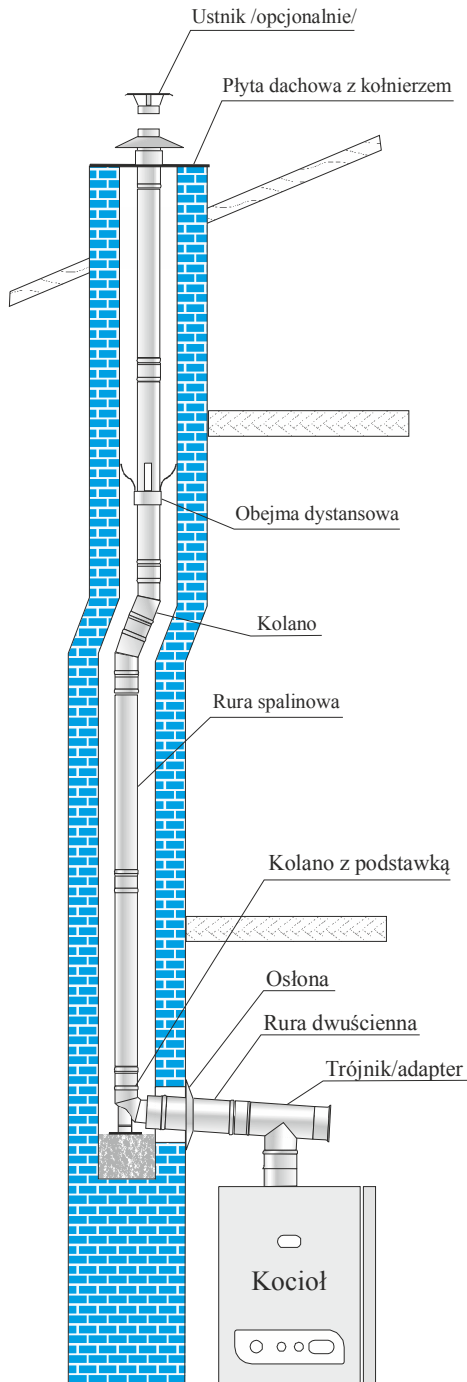 Ustnik /opcjonalnie/
Płyta dachowa z kołnierzem
Obejma dystansowa
Kolano
Rura spalinowa
Kolano z podstawką
Osłona
Rura dwuścienna
Trójnik/adapter
Kocioł